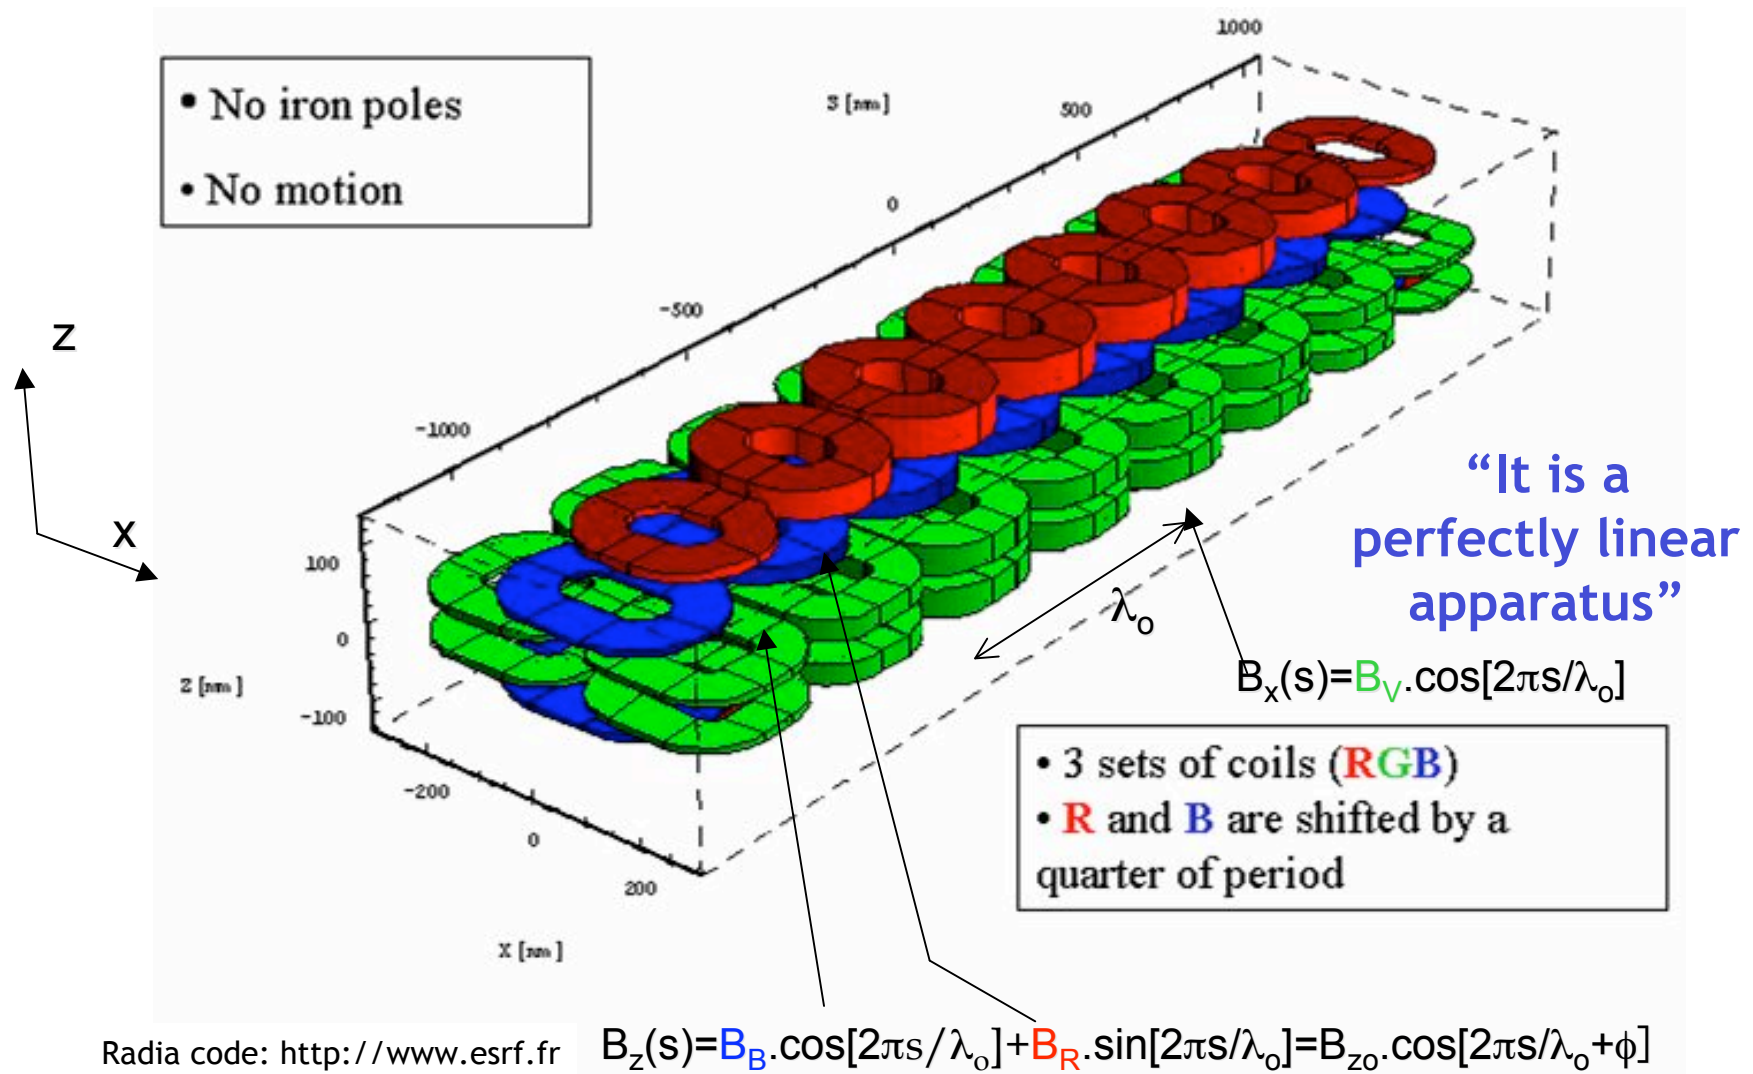 • No iron poles
• No motion
S [mm]
1000
500
0
-500
-1000
Z
X
100
0
-100
Z [mm]
-200
0
200
X [mm]
λo
“It is a
perfectly linear
apparatus”
Bx(s)=BV.cos[2πs/λo]
• 3 sets of coils (RGB)
• R and B are shifted by a
quarter of period
Radia code: http://www.esrf.fr
Bz(s)=BB.cos[2πs/λo]+BR.sin[2πs/λo]=Bzo.cos[2πs/λo+ϕ]